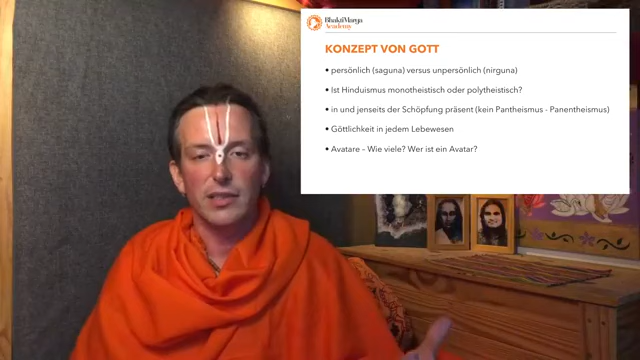 Bhakti Marga
Academy
KONZEPT VON GOTT
• persönlich (saguna) versus unpersönlich (nirguna)
• Ist Hinduismus monotheistisch oder polytheistisch?
• in und jenseits der Schöpfung präsent (kein Pantheismus - Panentheismus)
• Göttlichkeit in jedem Lebewesen
• Avatare – Wie viele? Wer ist ein Avatar?